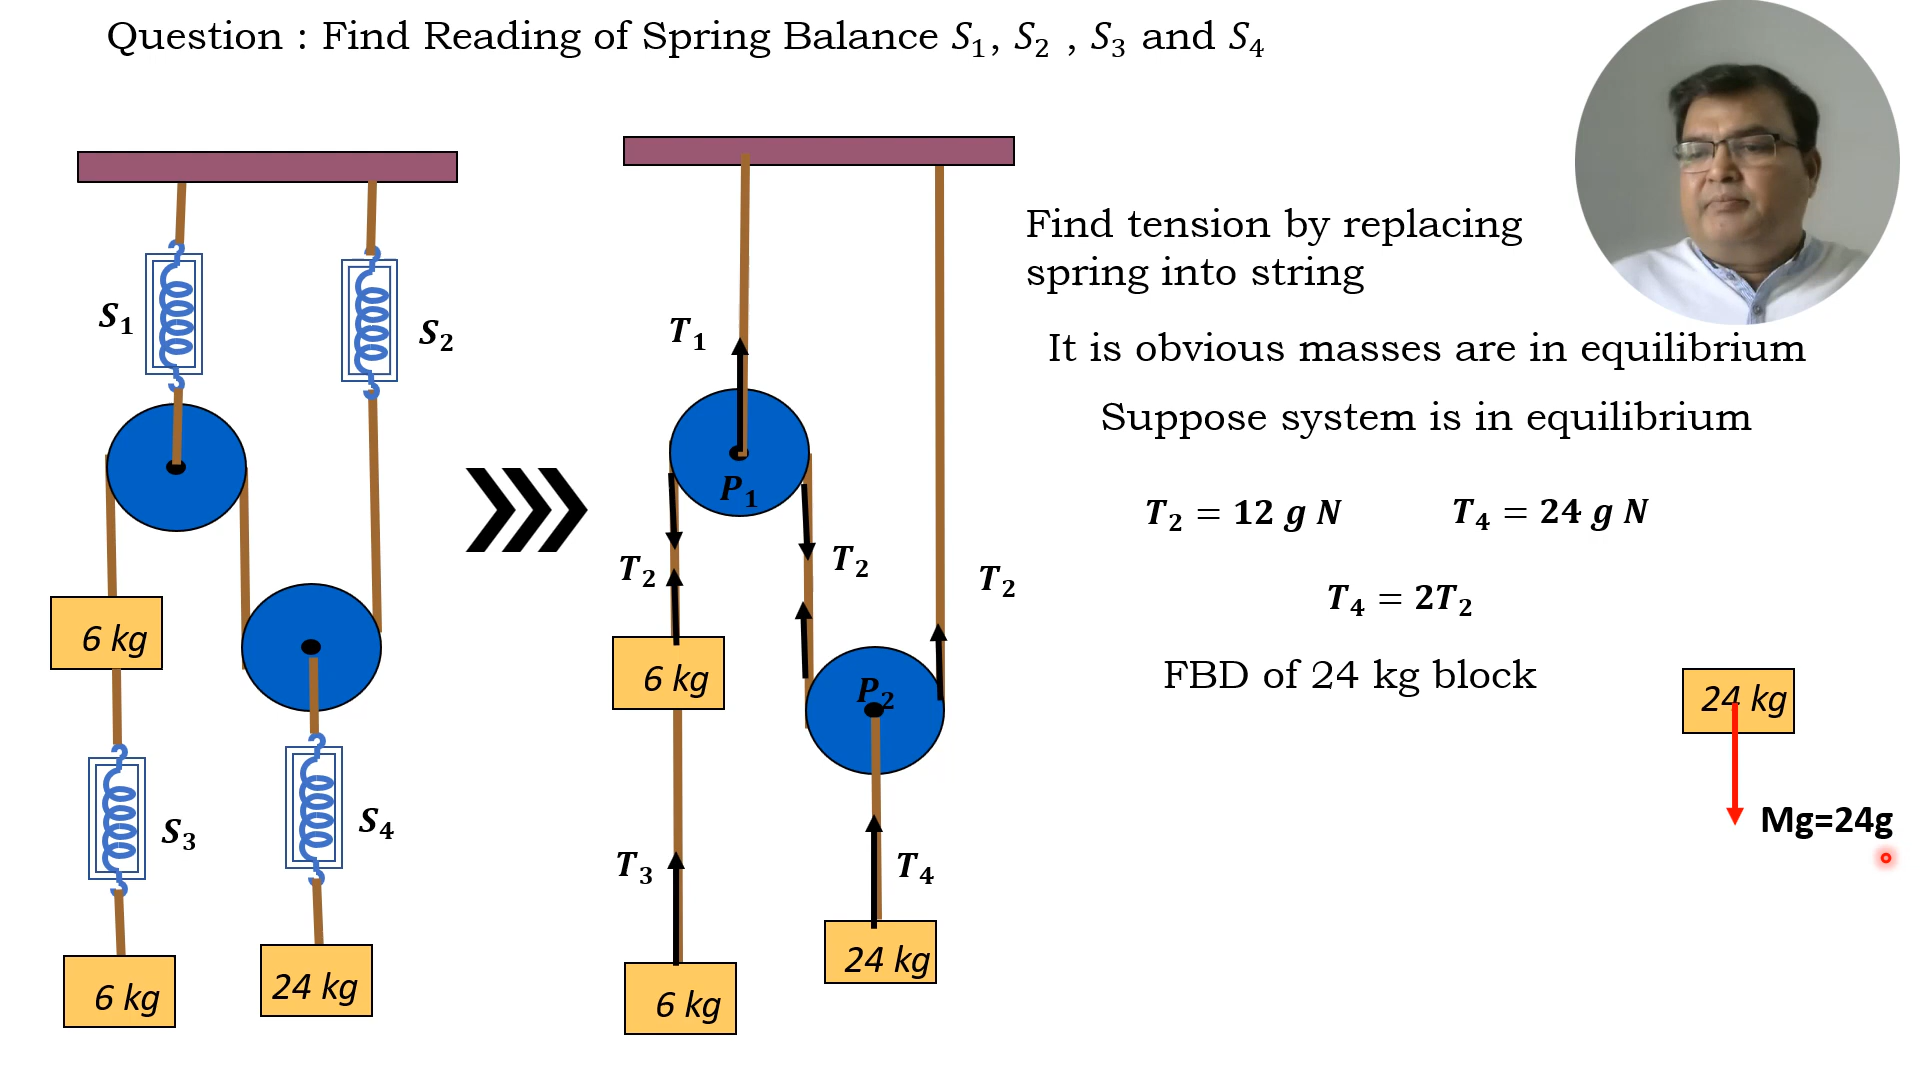 Question : Find Reading of Spring Balance S₁, S₂ , S₃ and S₄
S₁
S₂
6 kg
S₃
S₄
6 kg
24 kg
T₁
P₁
T₂
T₂
T₂
6 kg
P₂
T₃
T₄
24 kg
6 kg
Find tension by replacing
spring into string
It is obvious masses are in equilibrium
Suppose system is in equilibrium
T₂ = 12 g N
T₄ = 24 g N
T₄ = 2T₂
FBD of 24 kg block
24 kg
Mg=24g